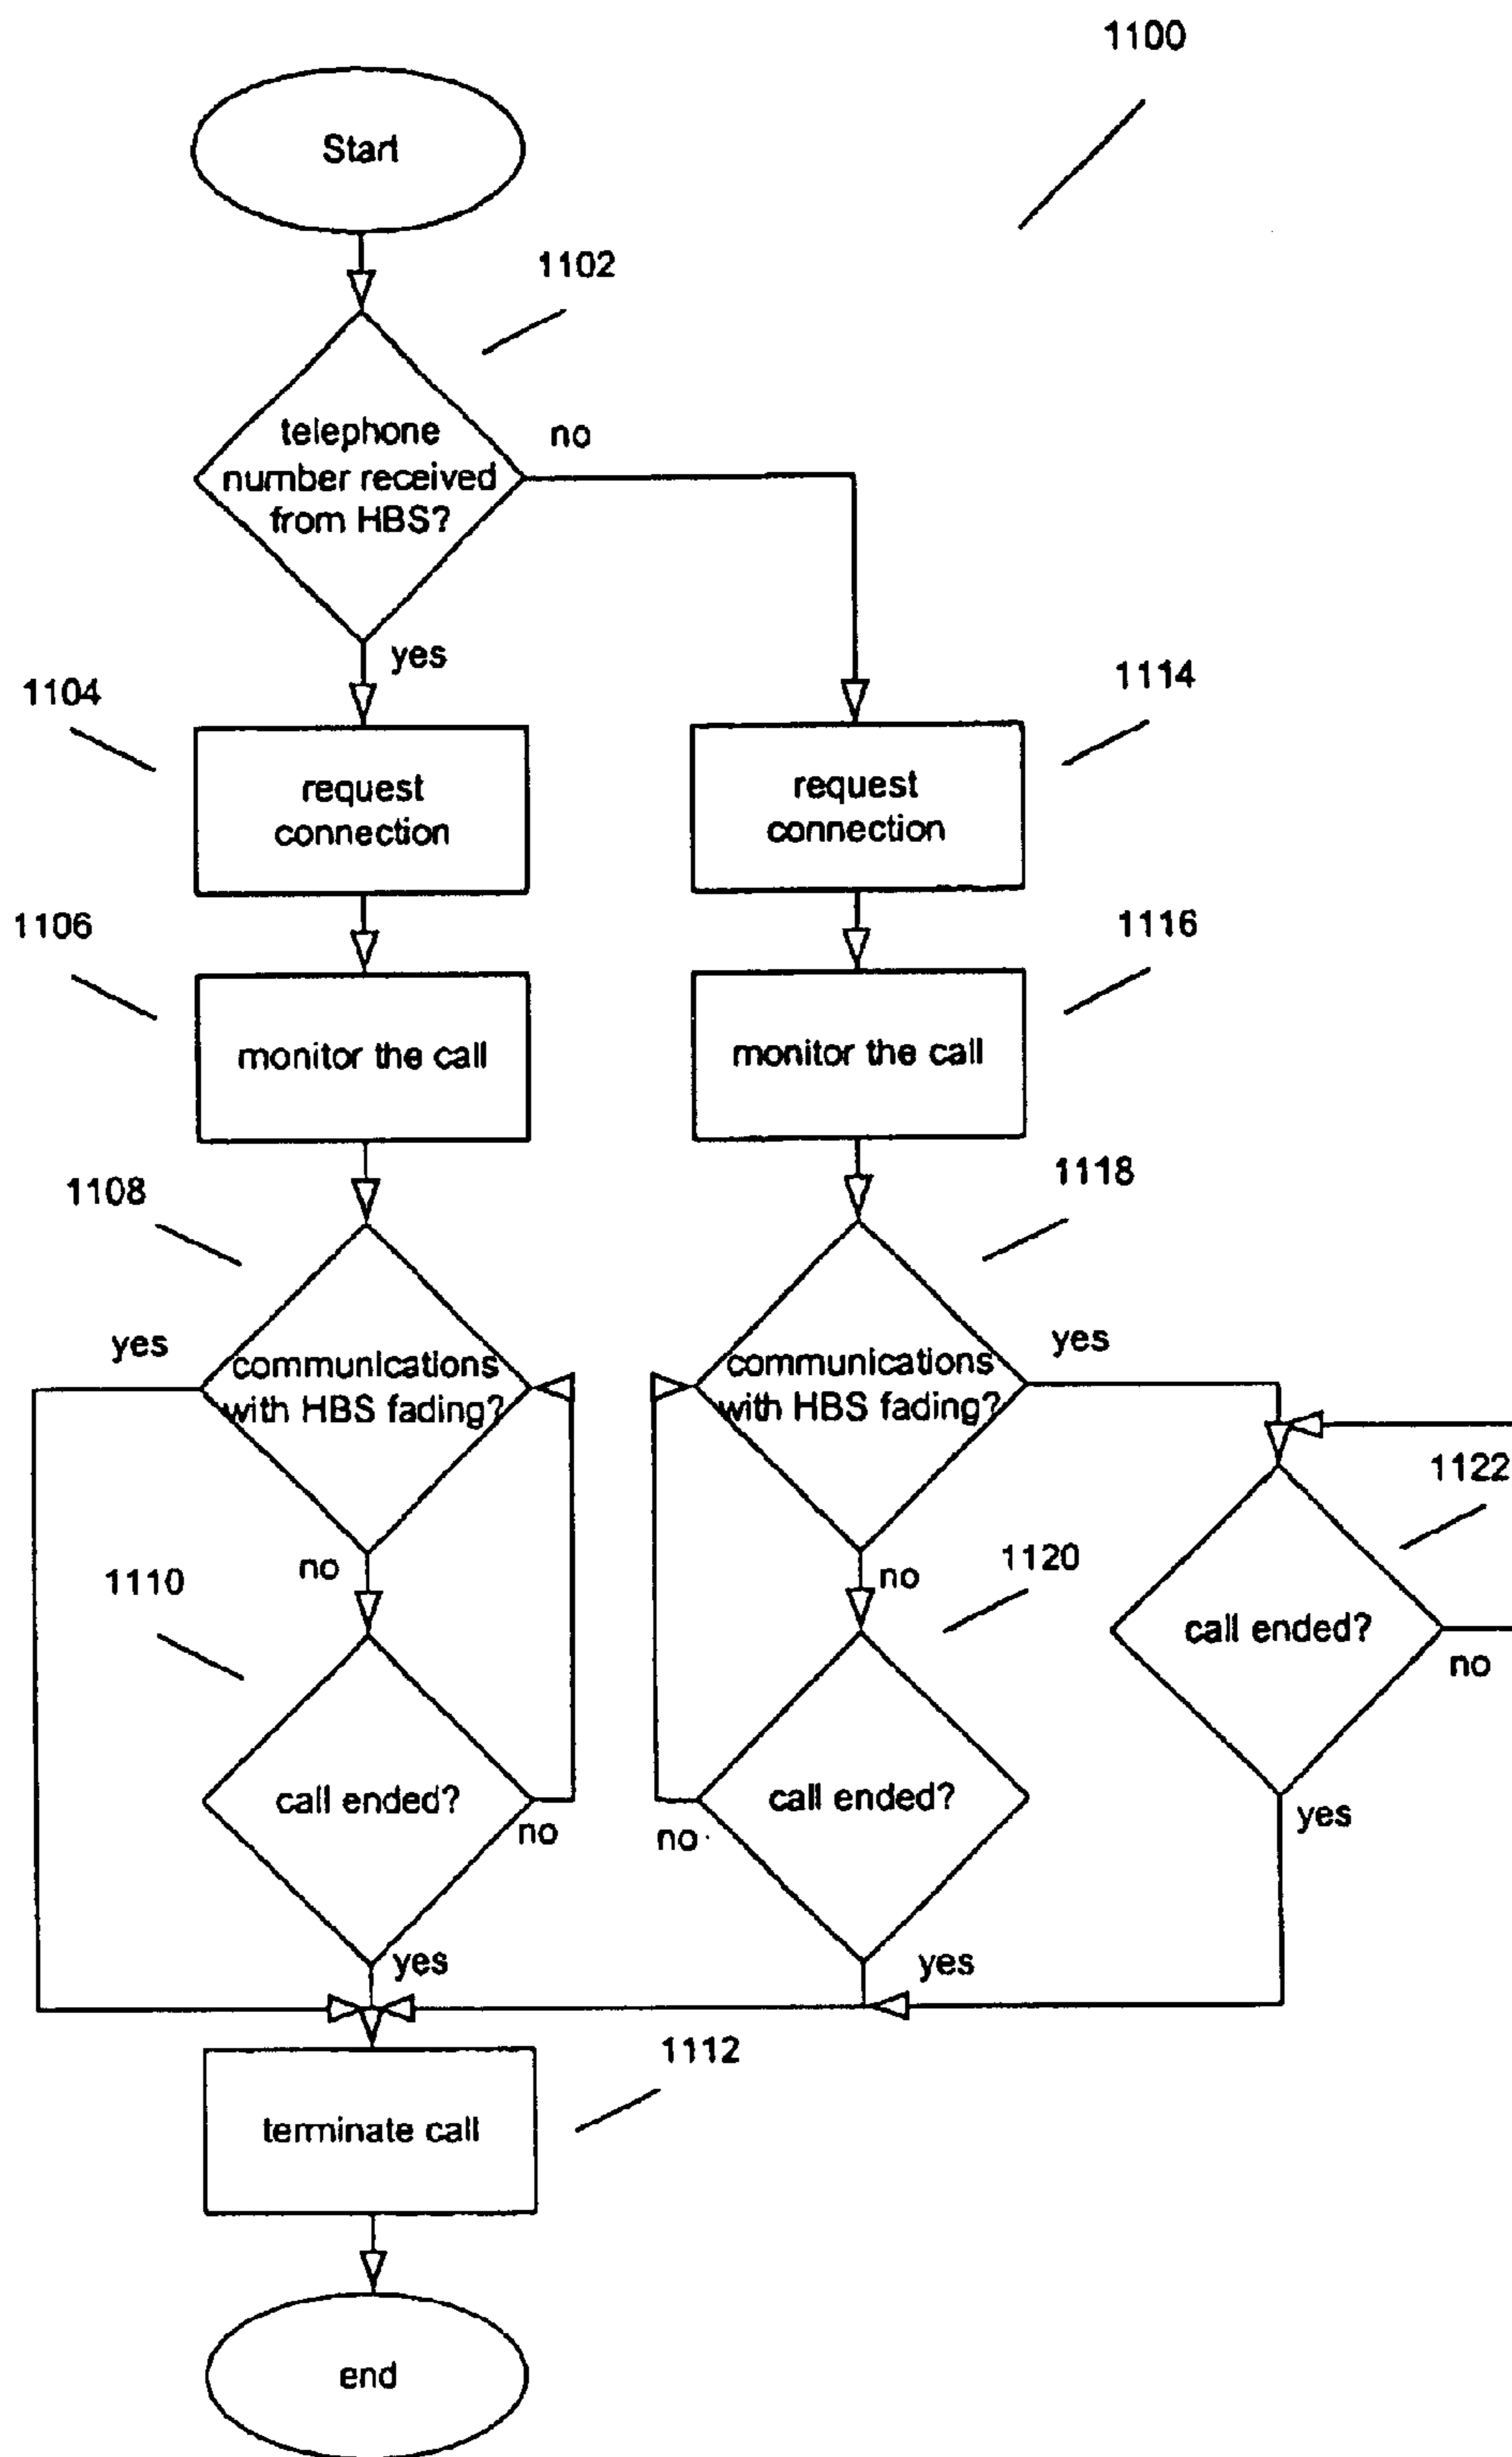 1100
Start
1102
telephone
number received
from HBS?
no
yes
1104
request
connection
1114
request
connection
1106
monitor the call
1116
monitor the call
1108
yes
communications
with HBS fading?
no
1118
communications
with HBS fading?
yes
no
1110
call ended?
no
yes
1120
call ended?
no
yes
1122
call ended?
no
yes
1112
terminate call
end